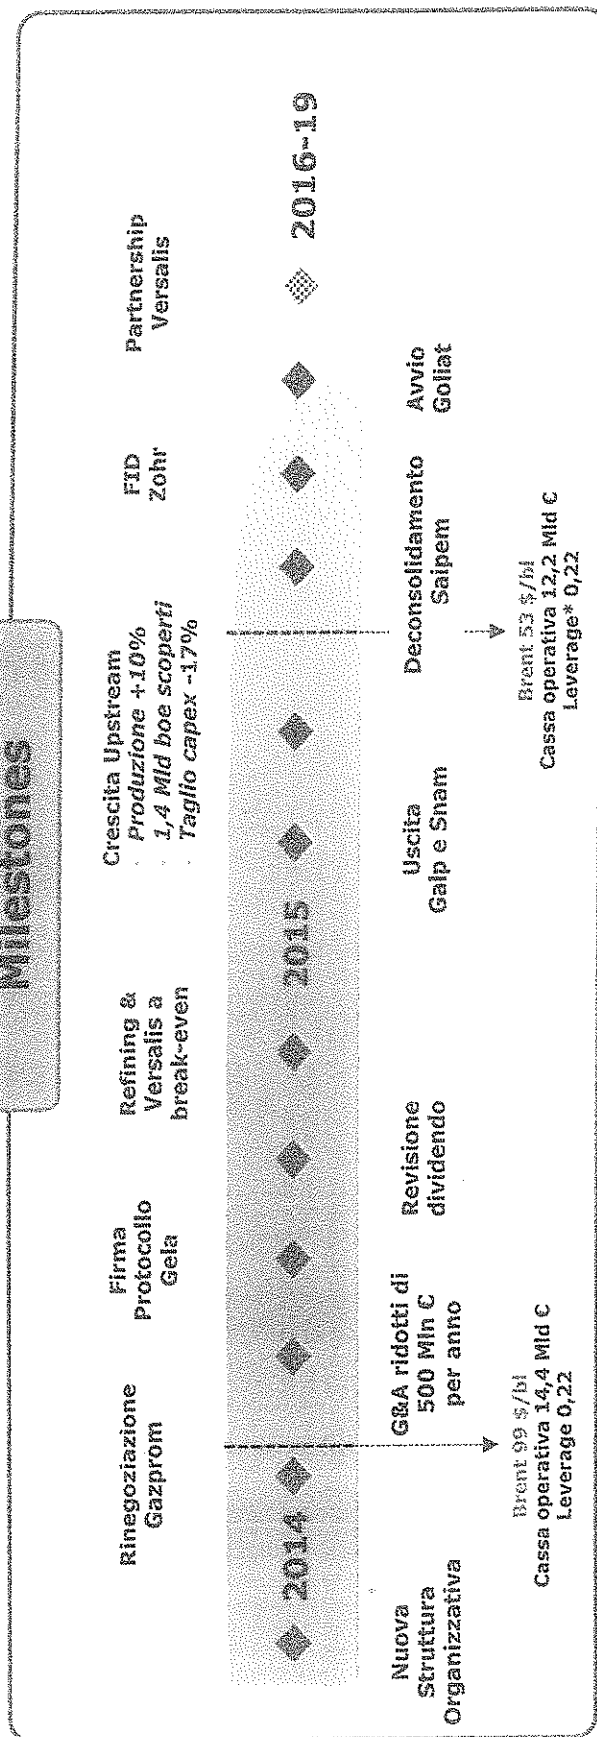 Milestones
Rinegoziazione
Gazprom
Firma
Protocollo
Gela
Refining &
Versalis a
break-even
Crescita Upstream
Produzione +10%
1,4 Mld boe scoperti
Taglio capex -17%
FID
Zohr
Partnership
Versalis
2014
2015
2016-19
Nuova
Struttura
Organizzativa
G&A ridotti di
500 Mln €
per anno
Revisione
dividendo
Uscita
Galp e Snam
Deconsolidamento
Saipem
Avvio
Goliat
Brent 99 $/bl
Cassa operativa 14,4 Mld €
Leverage 0,22
Brent 53 $/bl
Cassa operativa 12,2 Mld €
Leverage* 0,22